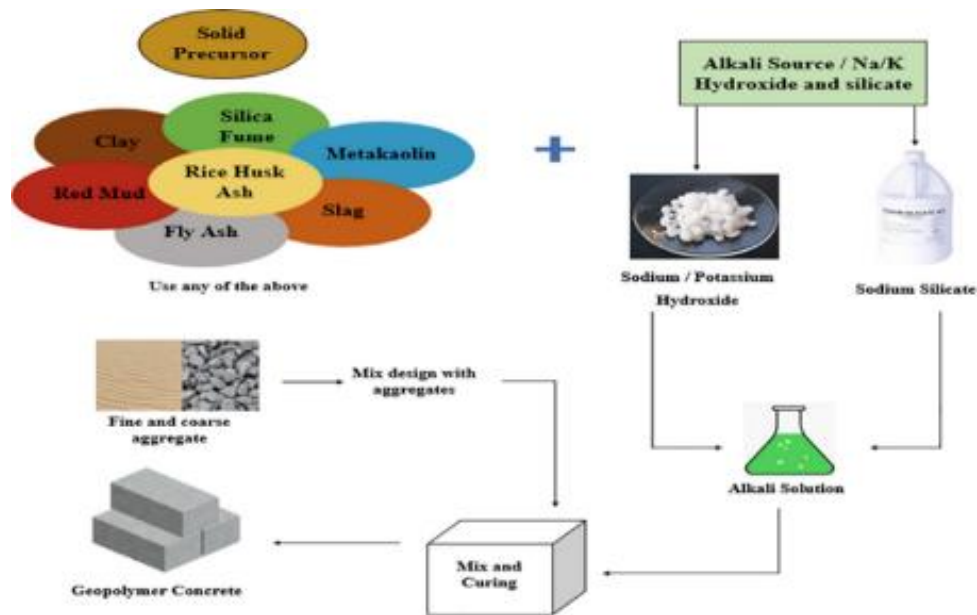 Solid
Precursor
Alkali Source / Na/K
Hydroxide and silicate
Silica
Fume
Clay
Metakaolin
Rice Husk
Ash
Red Mud
Slag
Fly Ash
Use any of the above
Sodium / Potassium
Hydroxide
Sodium Silicate
Mix design with
aggregates
Fine and coarse
aggregate
Alkali Solution
Mix and
Curing
Geopolymer Concrete